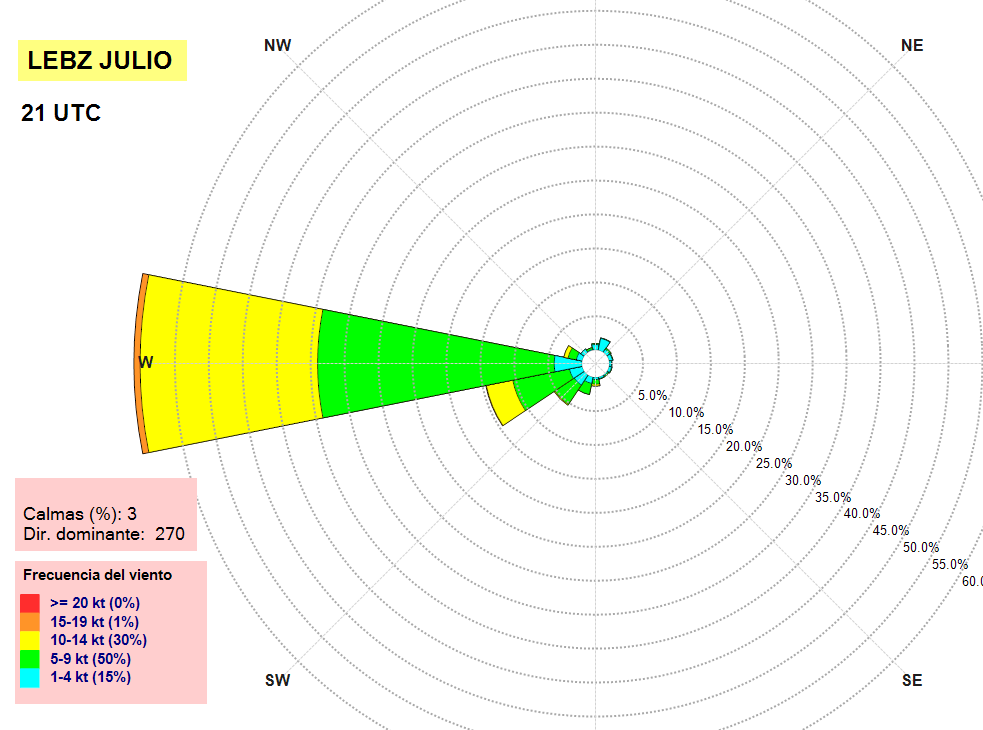 NW
NE
LEBZ JULIO
21 UTC
W
5.0%
10.0%
15.0%
20.0%
25.0%
30.0%
35.0%
40.0%
45.0%
50.0%
55.0%
60.0
Calmas (%): 3
Dir. dominante: 270
Frecuencia del viento
>= 20 kt (0%)
15-19 kt (1%)
10-14 kt (30%)
5-9 kt (50%)
1-4 kt (15%)
SW
SE